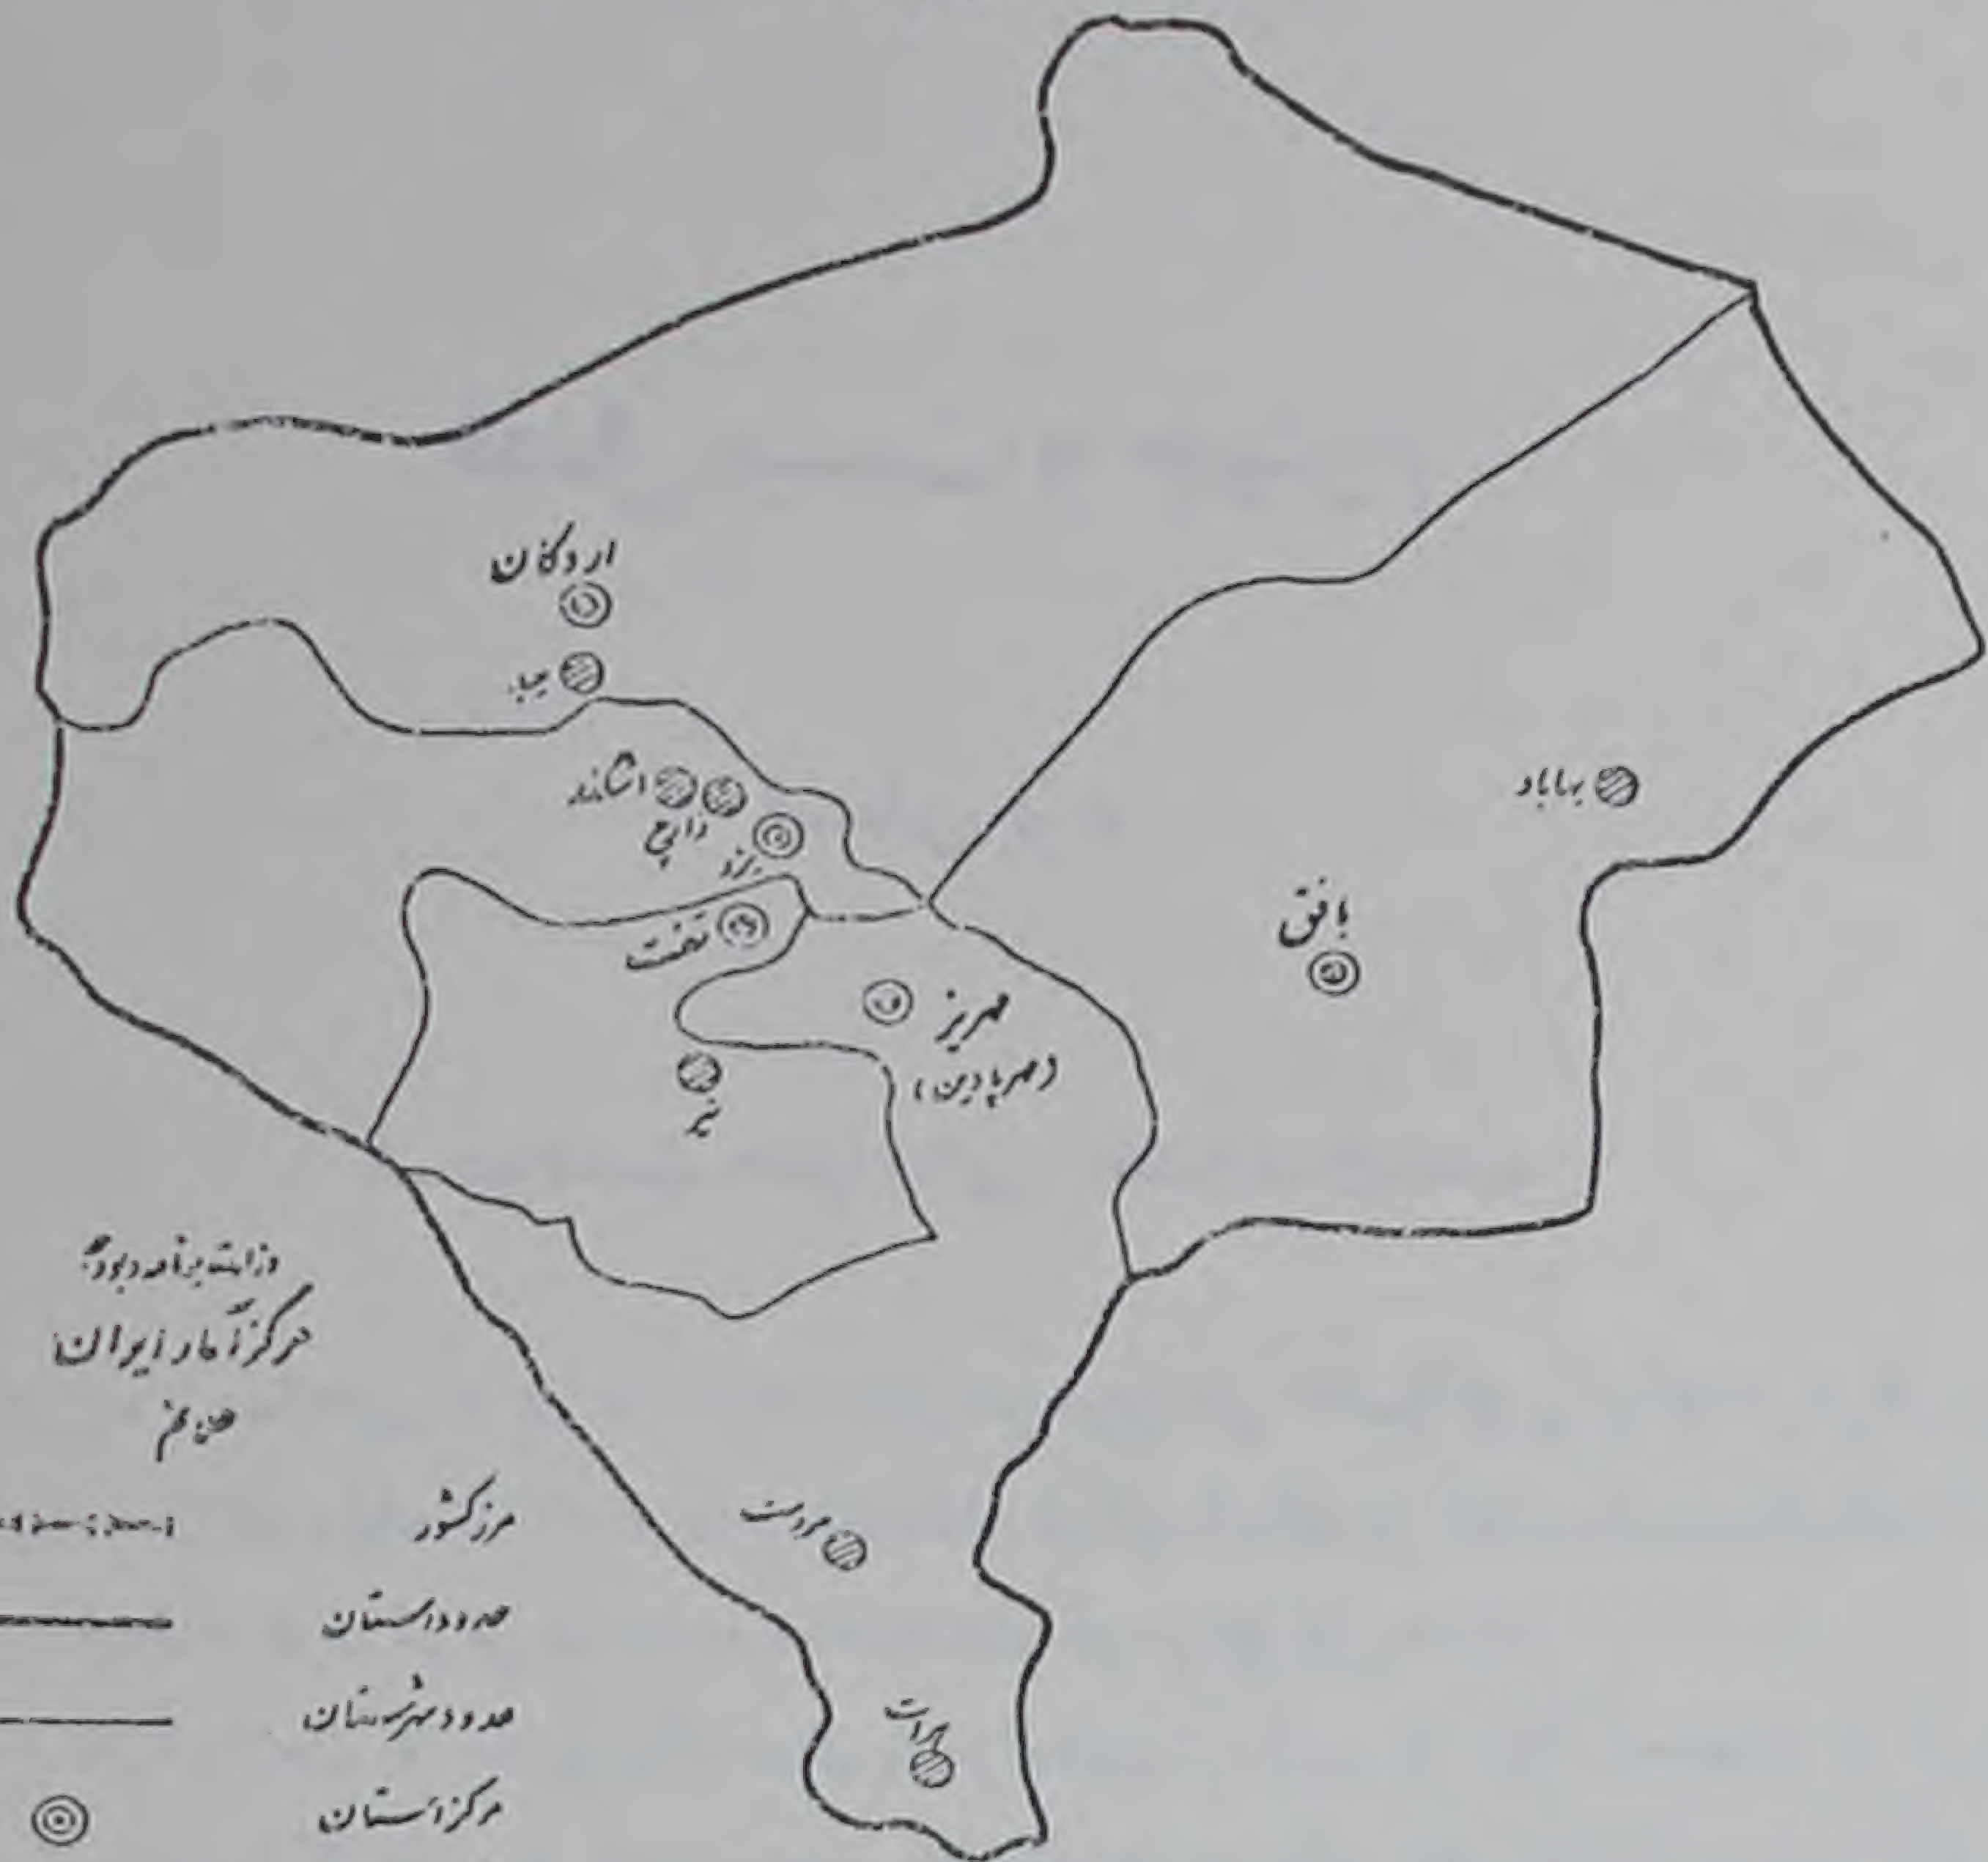 اردکان
میبد
اشکذر
زارچ
یزد
تفت
مهریز
(مهرپادین)
نیر
بافق
بهاباد
مروست
هرات
وزارت برنامه و بودجه
مرکز آمار ایران
مرز کشور
حدود استان
حدود شهرستان
مرکز استان